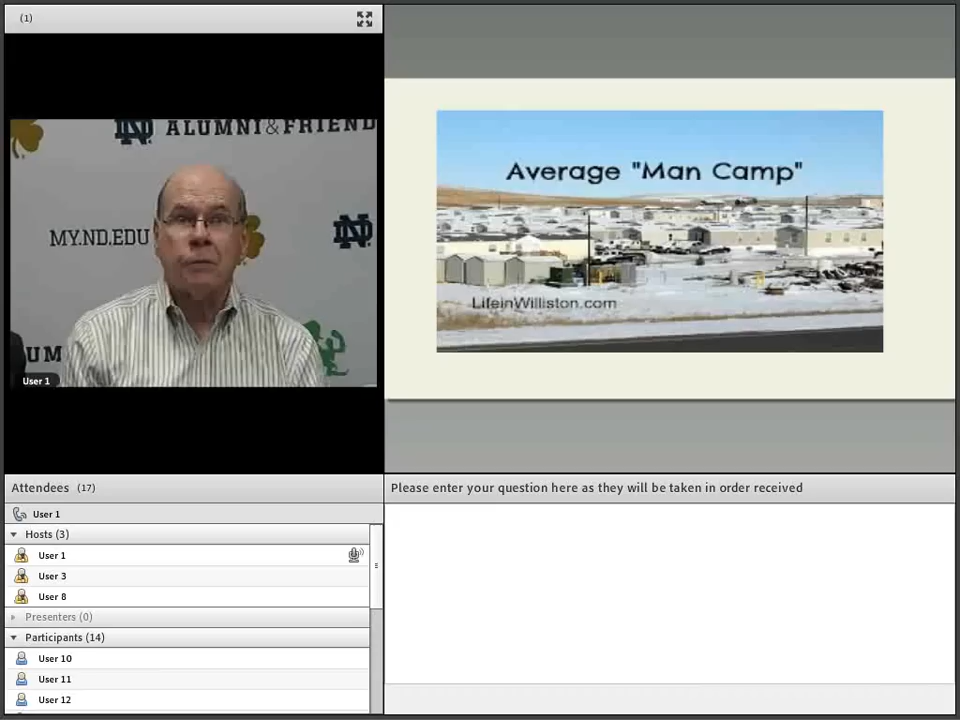 (1)
ND ALUMNI&FRIEND
MY.ND.EDU
ND
UM
User 1
Average "Man Camp"
LifeinWilliston.com
Attendees (17)
User 1
Hosts (3)
User 1
User 3
User 8
Presenters (0)
Participants (14)
User 10
User 11
User 12
Please enter your question here as they will be taken in order received